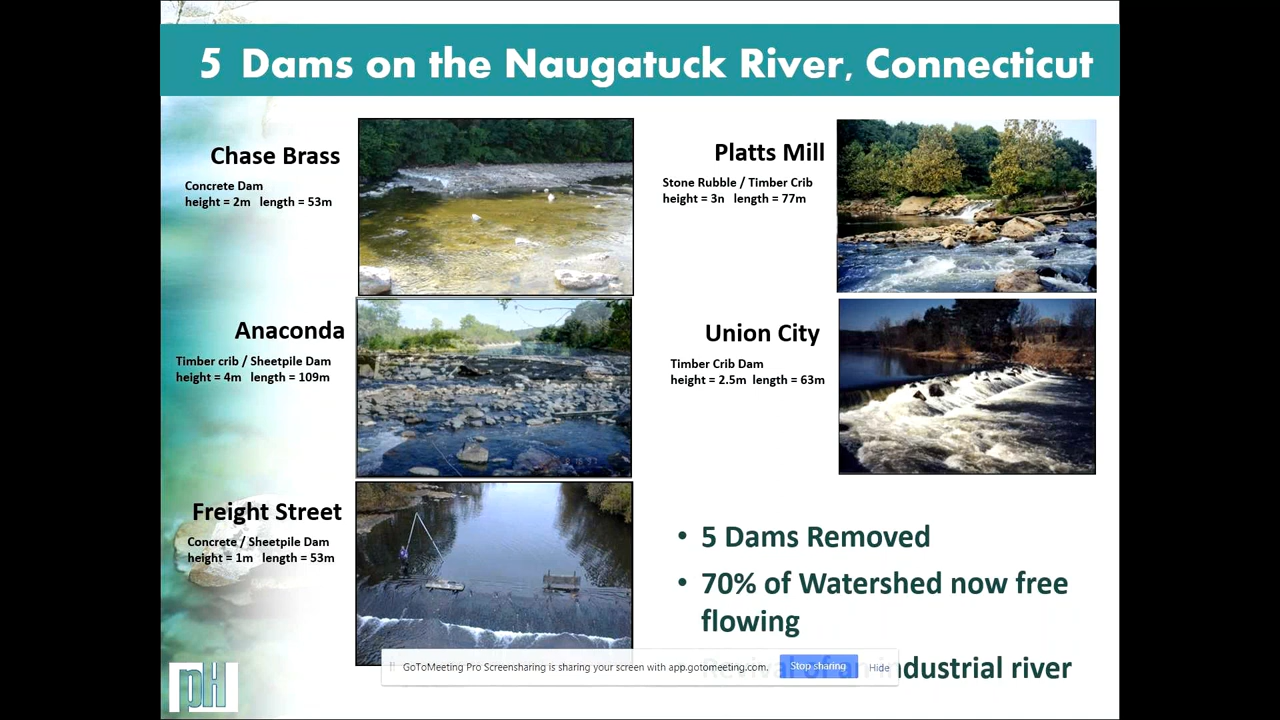 5 Dams on the Naugatuck River, Connecticut
Chase Brass
Concrete Dam
height = 2m length = 53m
Platts Mill
Stone Rubble / Timber Crib
height = 3n length = 77m
Anaconda
Timber crib / Sheetpile Dam
height = 4m length = 109m
Union City
Timber Crib Dam
height = 2.5m length = 63m
Freight Street
Concrete / Sheetpile Dam
height = 1m length = 53m
• 5 Dams Removed
• 70% of Watershed now free
flowing
Revival of an industrial river
GoToMeeting Pro Screensharing is sharing your screen with app.gotomeeting.com.
Stop sharing
Hide
pH